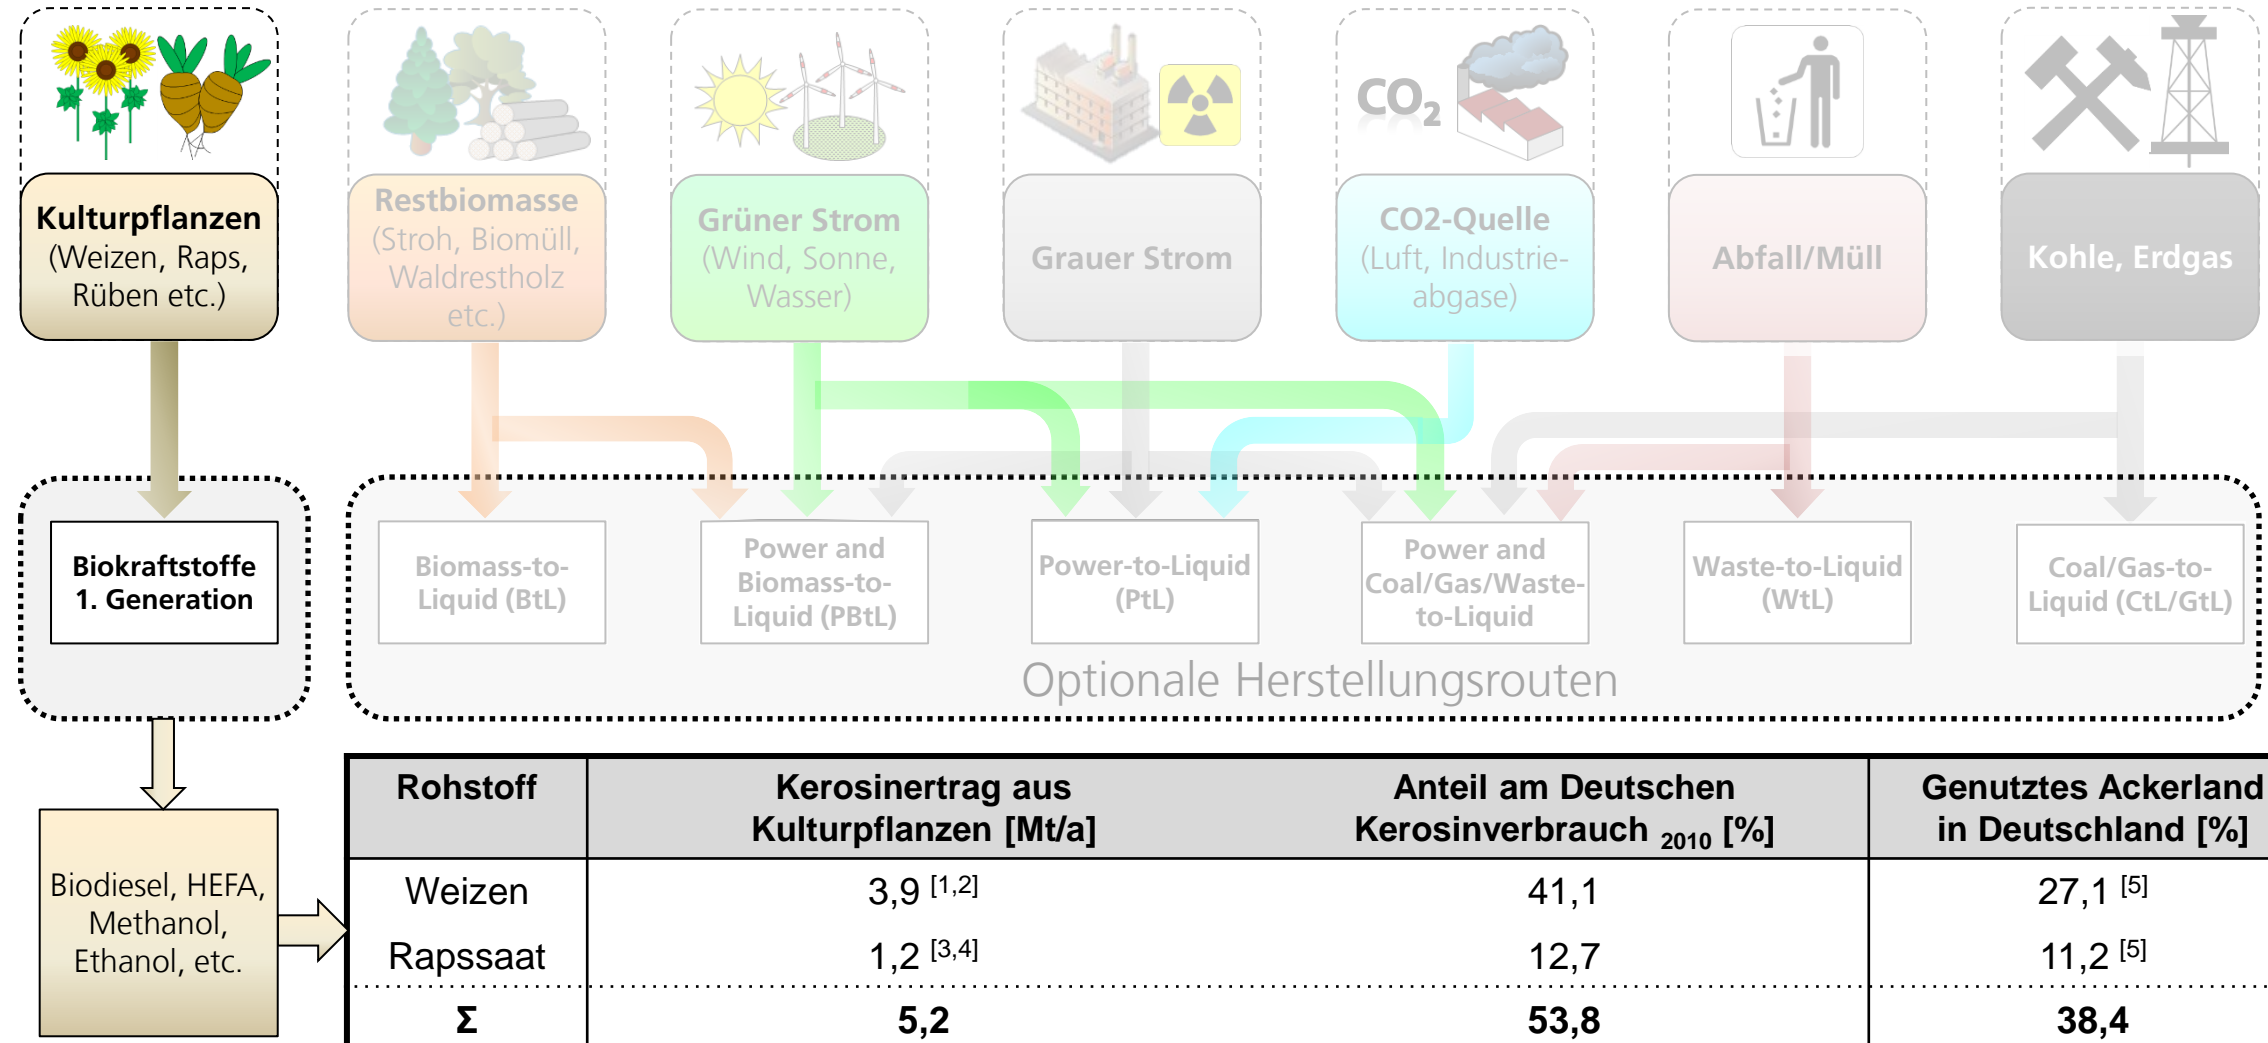 CO2
Kulturpflanzen
(Weizen, Raps,
Rüben etc.)
Restbiomasse
(Stroh, Biomüll,
Waldrestholz
etc.)
Grüner Strom
(Wind, Sonne,
Wasser)
Grauer Strom
CO2-Quelle
(Luft, Industrie-
abgase)
Abfall/Müll
Kohle, Erdgas
Biokraftstoffe
1. Generation
Biomass-to-
Liquid (BtL)
Power and
Biomass-to-
Liquid (PBtL)
Power-to-Liquid
(PtL)
Power and
Coal/Gas/Waste-
to-Liquid
Waste-to-Liquid
(WtL)
Coal/Gas-to-
Liquid (CtL/GtL)
Optionale Herstellungsrouten
Biodiesel, HEFA,
Methanol,
Ethanol, etc.
Rohstoff
Kerosinertrag aus
Kulturpflanzen [Mt/a]
Anteil am Deutschen
Kerosinverbrauch 2010 [%]
Genutztes Ackerland
in Deutschland [%]
Weizen 3,9 [1,2] 41,1 27,1 [5]
Rapssaat 1,2 [3,4] 12,7 11,2 [5]
Σ 5,2 53,8 38,4